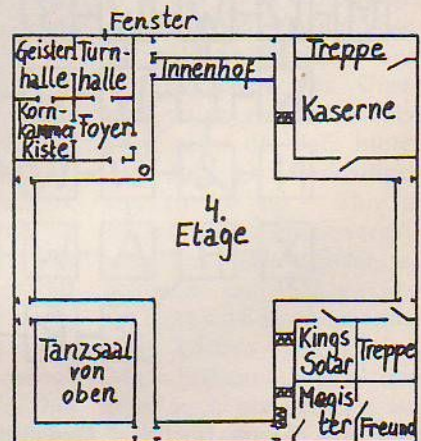 Fenster
Geister
halle
Turn-
halle
Innenhof
Treppe
Kaserne
Korn-
kammer
Kiste
Foyer
4.
Etage
Tanzsaal
von
oben
Kings
Solar
Treppe
Magis-
ter
Freund